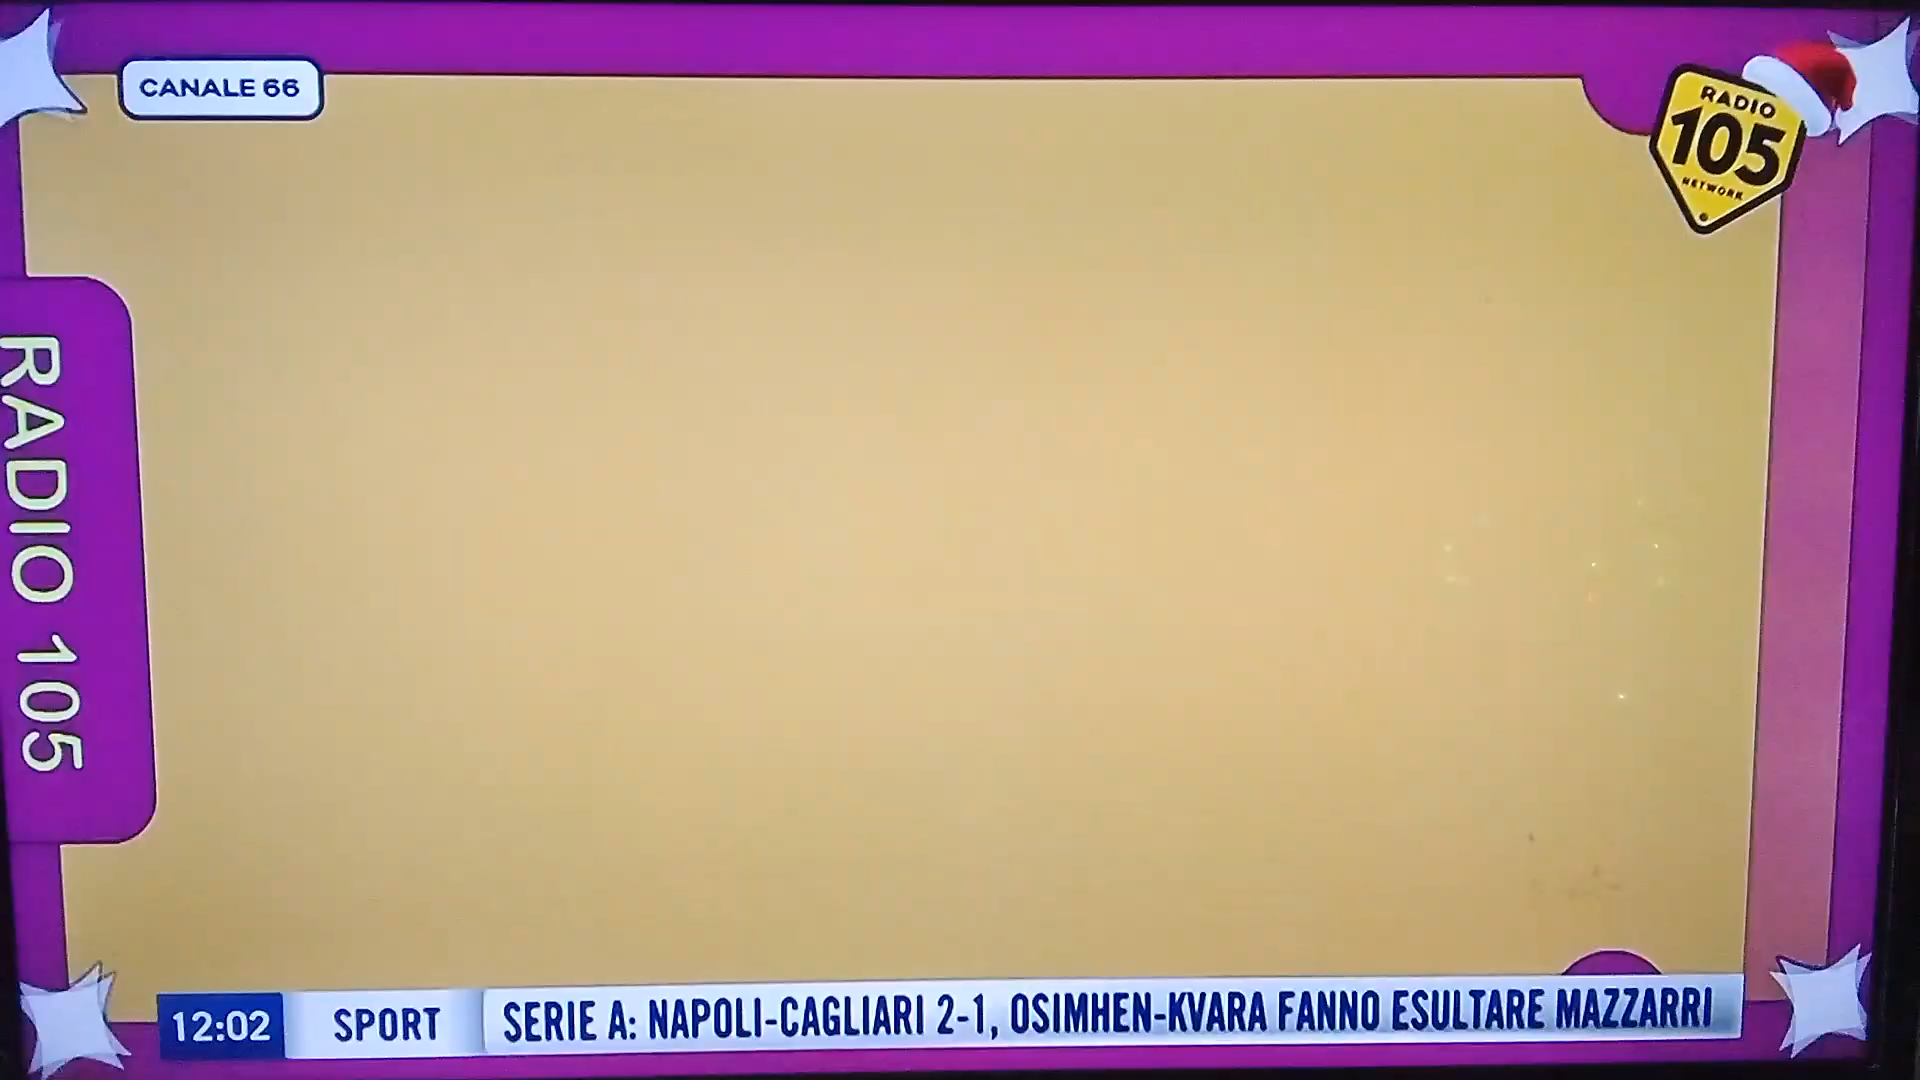 CANALE 66
RADIO
105
NETWORK
RADIO 105
12:02 SPORT SERIE A: NAPOLI-CAGLIARI 2-1, OSIMHEN-KVARA FANNO ESULTARE MAZZARRI